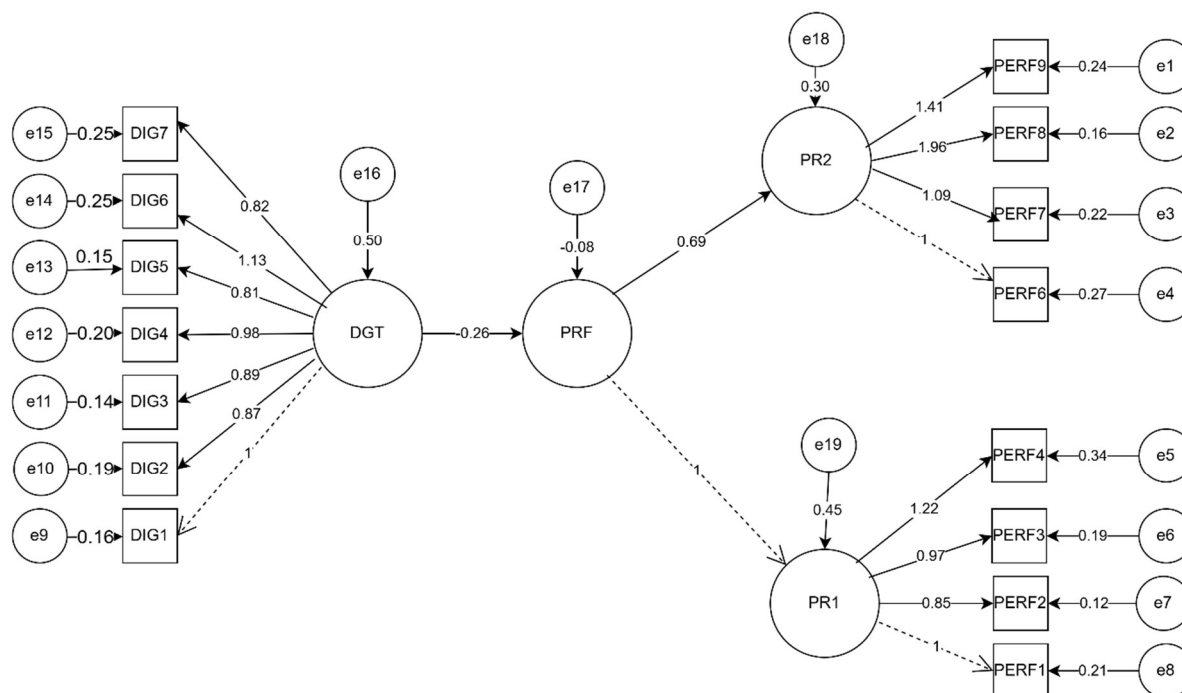 e18
0.30
PR2
1.41
PERF9
0.24
e1
1.96
PERF8
0.16
e2
1.09
PERF7
0.22
e3
1
PERF6
0.27
e4
e15
0.25
DIG7
0.82
e14
0.25
DIG6
1.13
e13
0.15
DIG5
0.81
e12
0.20
DIG4
0.98
e11
0.14
DIG3
0.89
e10
0.19
DIG2
0.87
e9
0.16
DIG1
1
e16
0.50
DGT
-0.26
e17
-0.08
PRF
0.69
1
e19
0.45
PR1
1.22
PERF4
0.34
e5
0.97
PERF3
0.19
e6
0.85
PERF2
0.12
e7
1
PERF1
0.21
e8